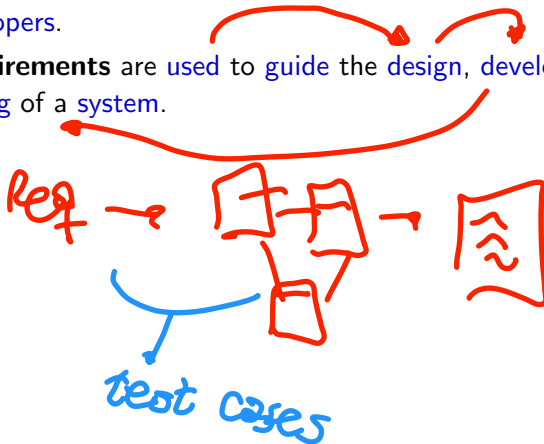 opers.
irements are used to guide the design, develo
g of a system.
Req
test cases